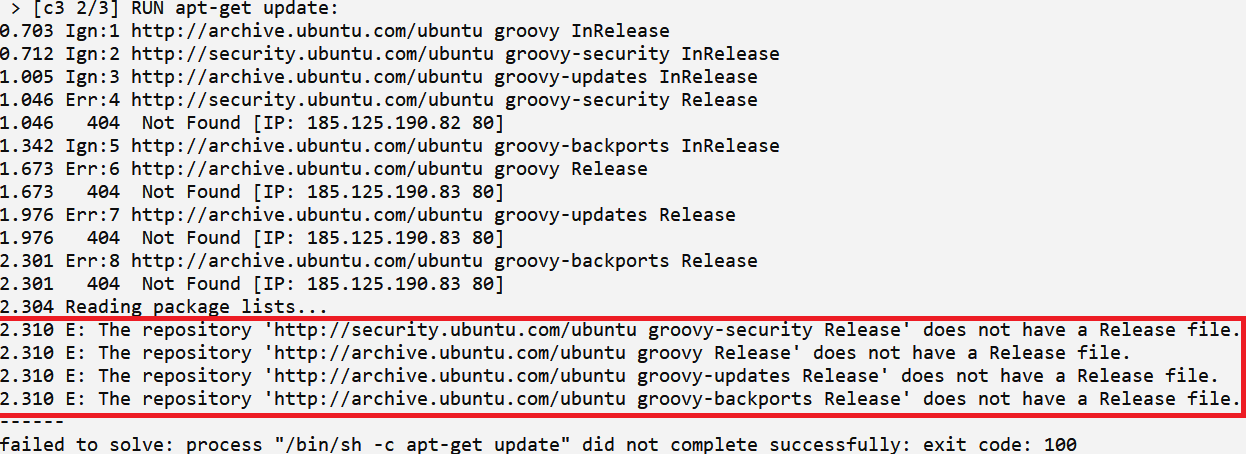 > [c3 2/3] RUN apt-get update:
0.703 Ign:1 http://archive.ubuntu.com/ubuntu groovy InRelease
0.712 Ign:2 http://security.ubuntu.com/ubuntu groovy-security InRelease
1.005 Ign:3 http://archive.ubuntu.com/ubuntu groovy-updates InRelease
1.046 Err:4 http://security.ubuntu.com/ubuntu groovy-security Release
1.046   404  Not Found [IP: 185.125.190.82 80]
1.342 Ign:5 http://archive.ubuntu.com/ubuntu groovy-backports InRelease
1.673 Err:6 http://archive.ubuntu.com/ubuntu groovy Release
1.673   404  Not Found [IP: 185.125.190.83 80]
1.976 Err:7 http://archive.ubuntu.com/ubuntu groovy-updates Release
1.976   404  Not Found [IP: 185.125.190.83 80]
2.301 Err:8 http://archive.ubuntu.com/ubuntu groovy-backports Release
2.301   404  Not Found [IP: 185.125.190.83 80]
2.304 Reading package lists...
2.310 E: The repository 'http://security.ubuntu.com/ubuntu groovy-security Release' does not have a Release file.
2.310 E: The repository 'http://archive.ubuntu.com/ubuntu groovy Release' does not have a Release file.
2.310 E: The repository 'http://archive.ubuntu.com/ubuntu groovy-updates Release' does not have a Release file.
2.310 E: The repository 'http://archive.ubuntu.com/ubuntu groovy-backports Release' does not have a Release file.
------
failed to solve: process "/bin/sh -c apt-get update" did not complete successfully: exit code: 100